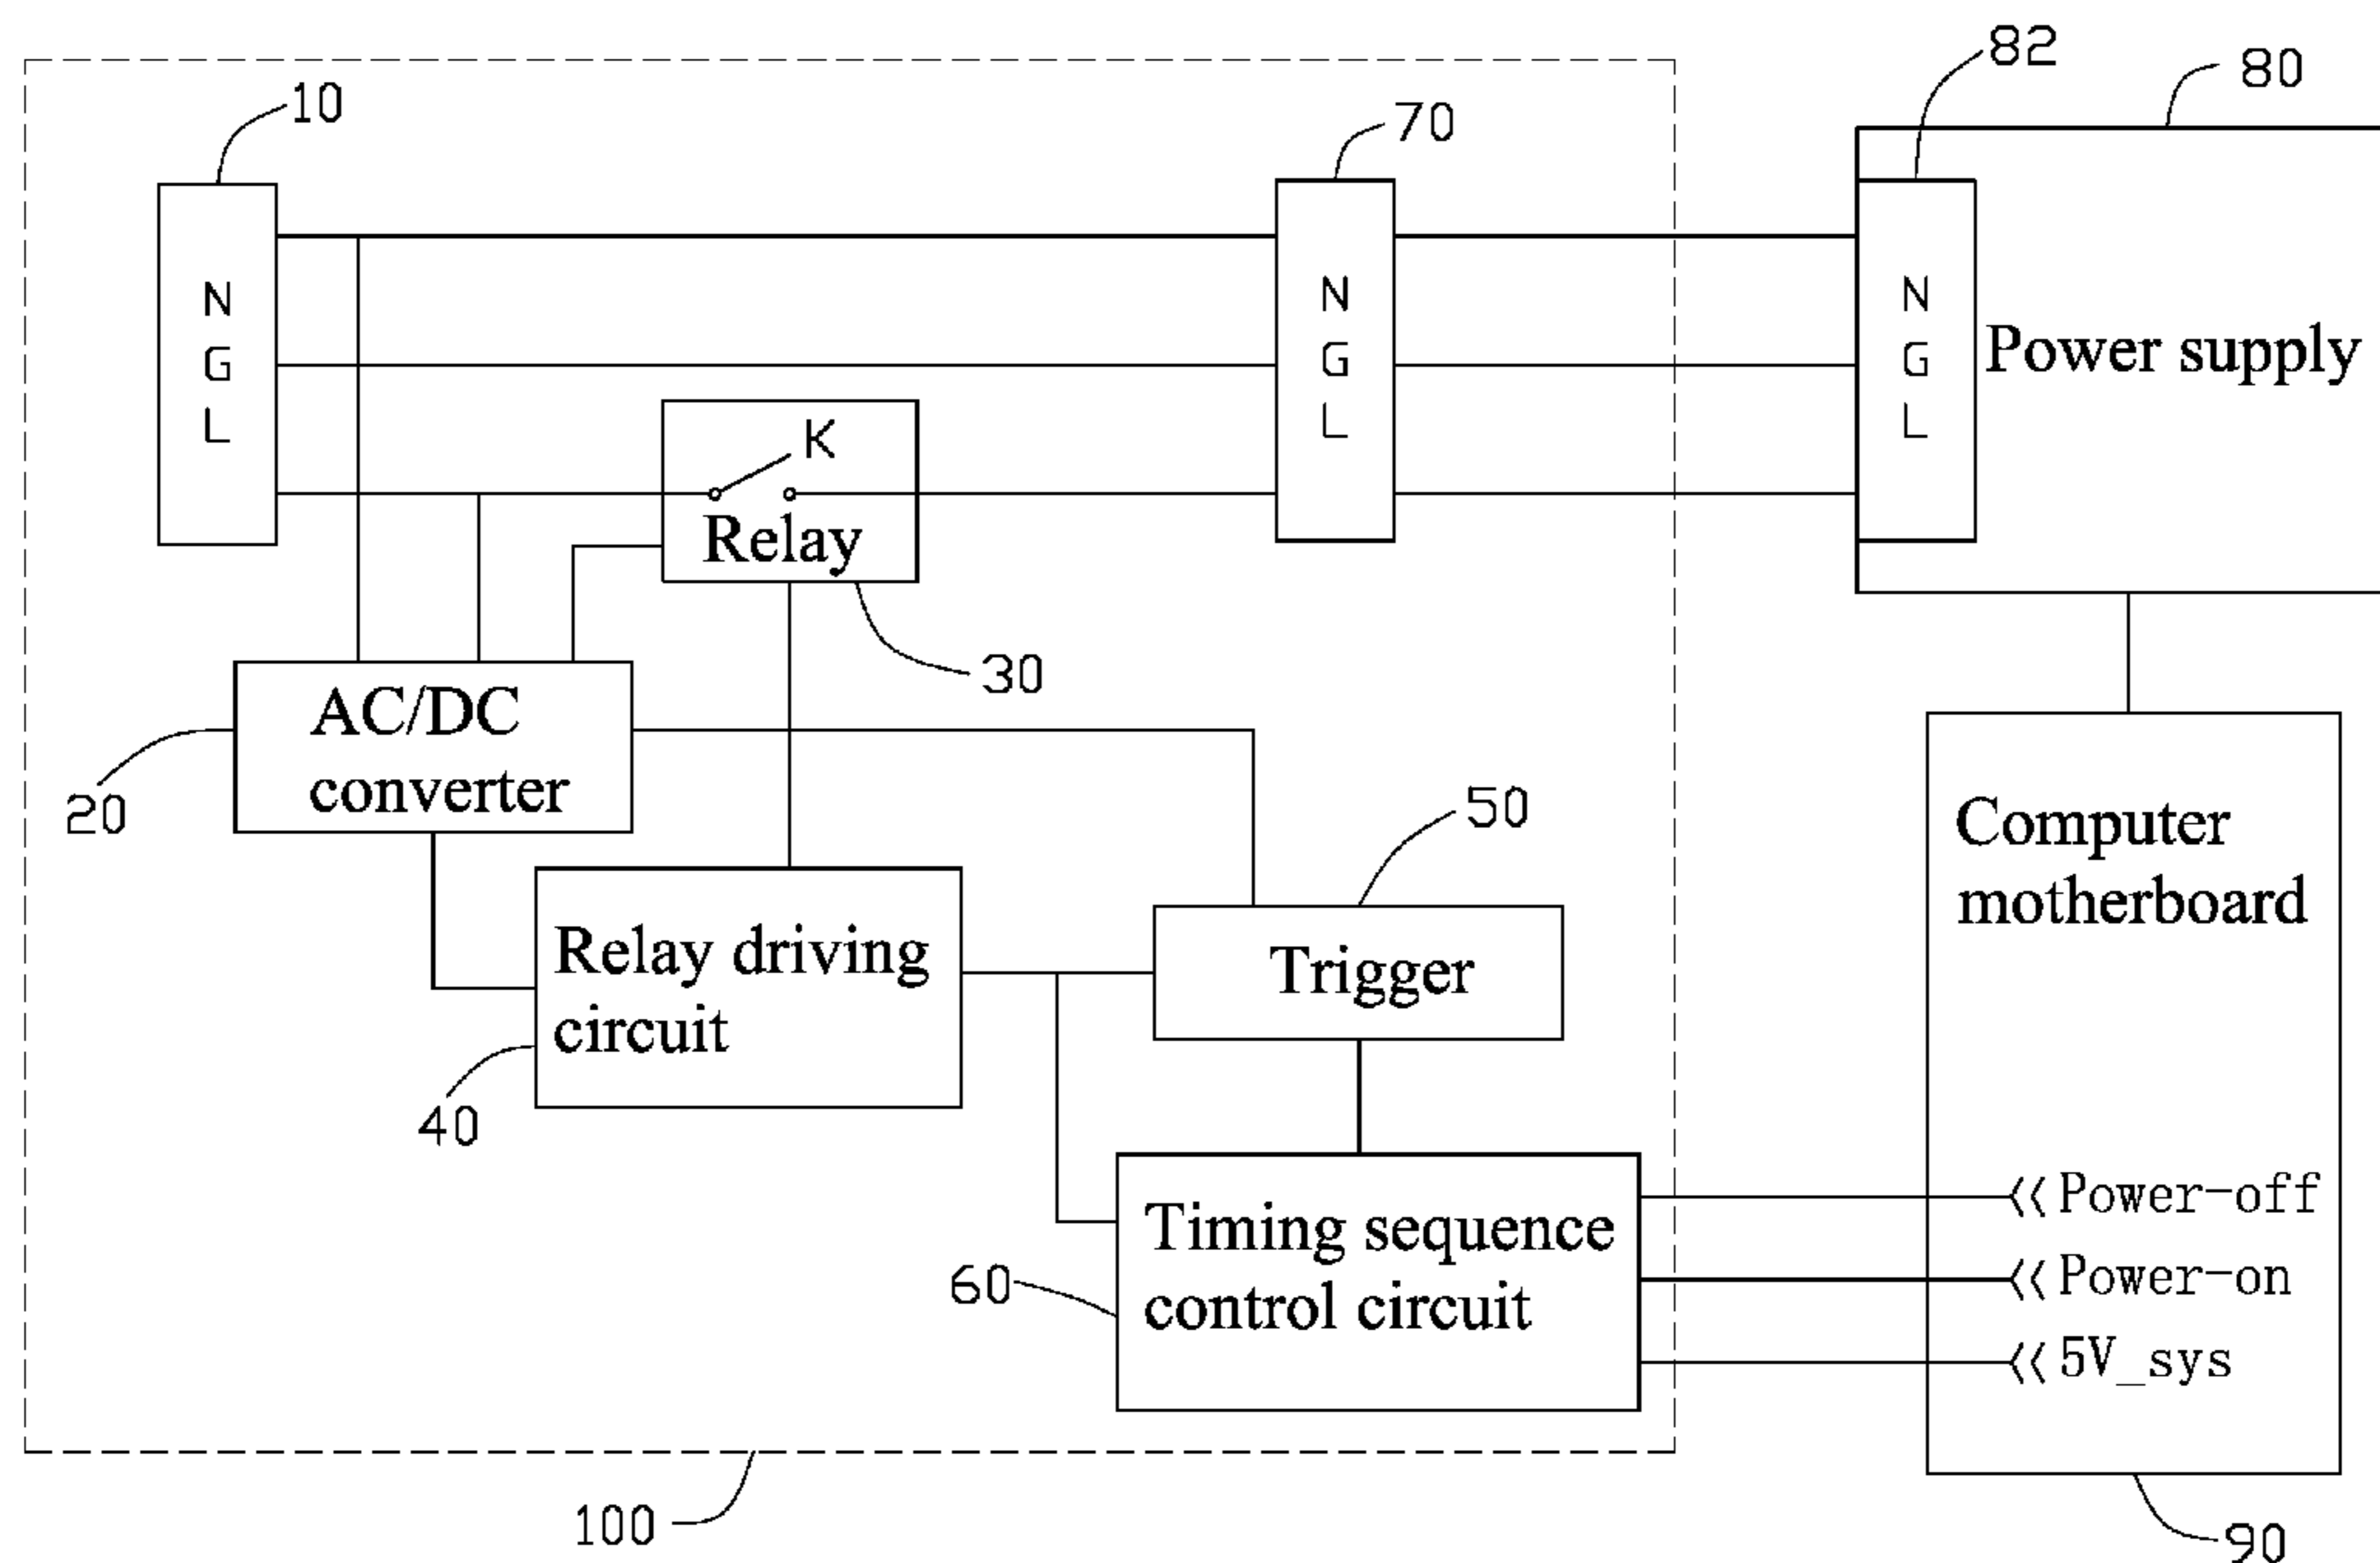 82
80
10
70
N
G
L
N
G
L
N
G
L
Power supply
K
Relay
30
AC/DC
converter
20
50
Computer
motherboard
Relay driving
circuit
40
Trigger
Timing sequence
control circuit
60
Power-off
Power-on
5V_sys
100
90